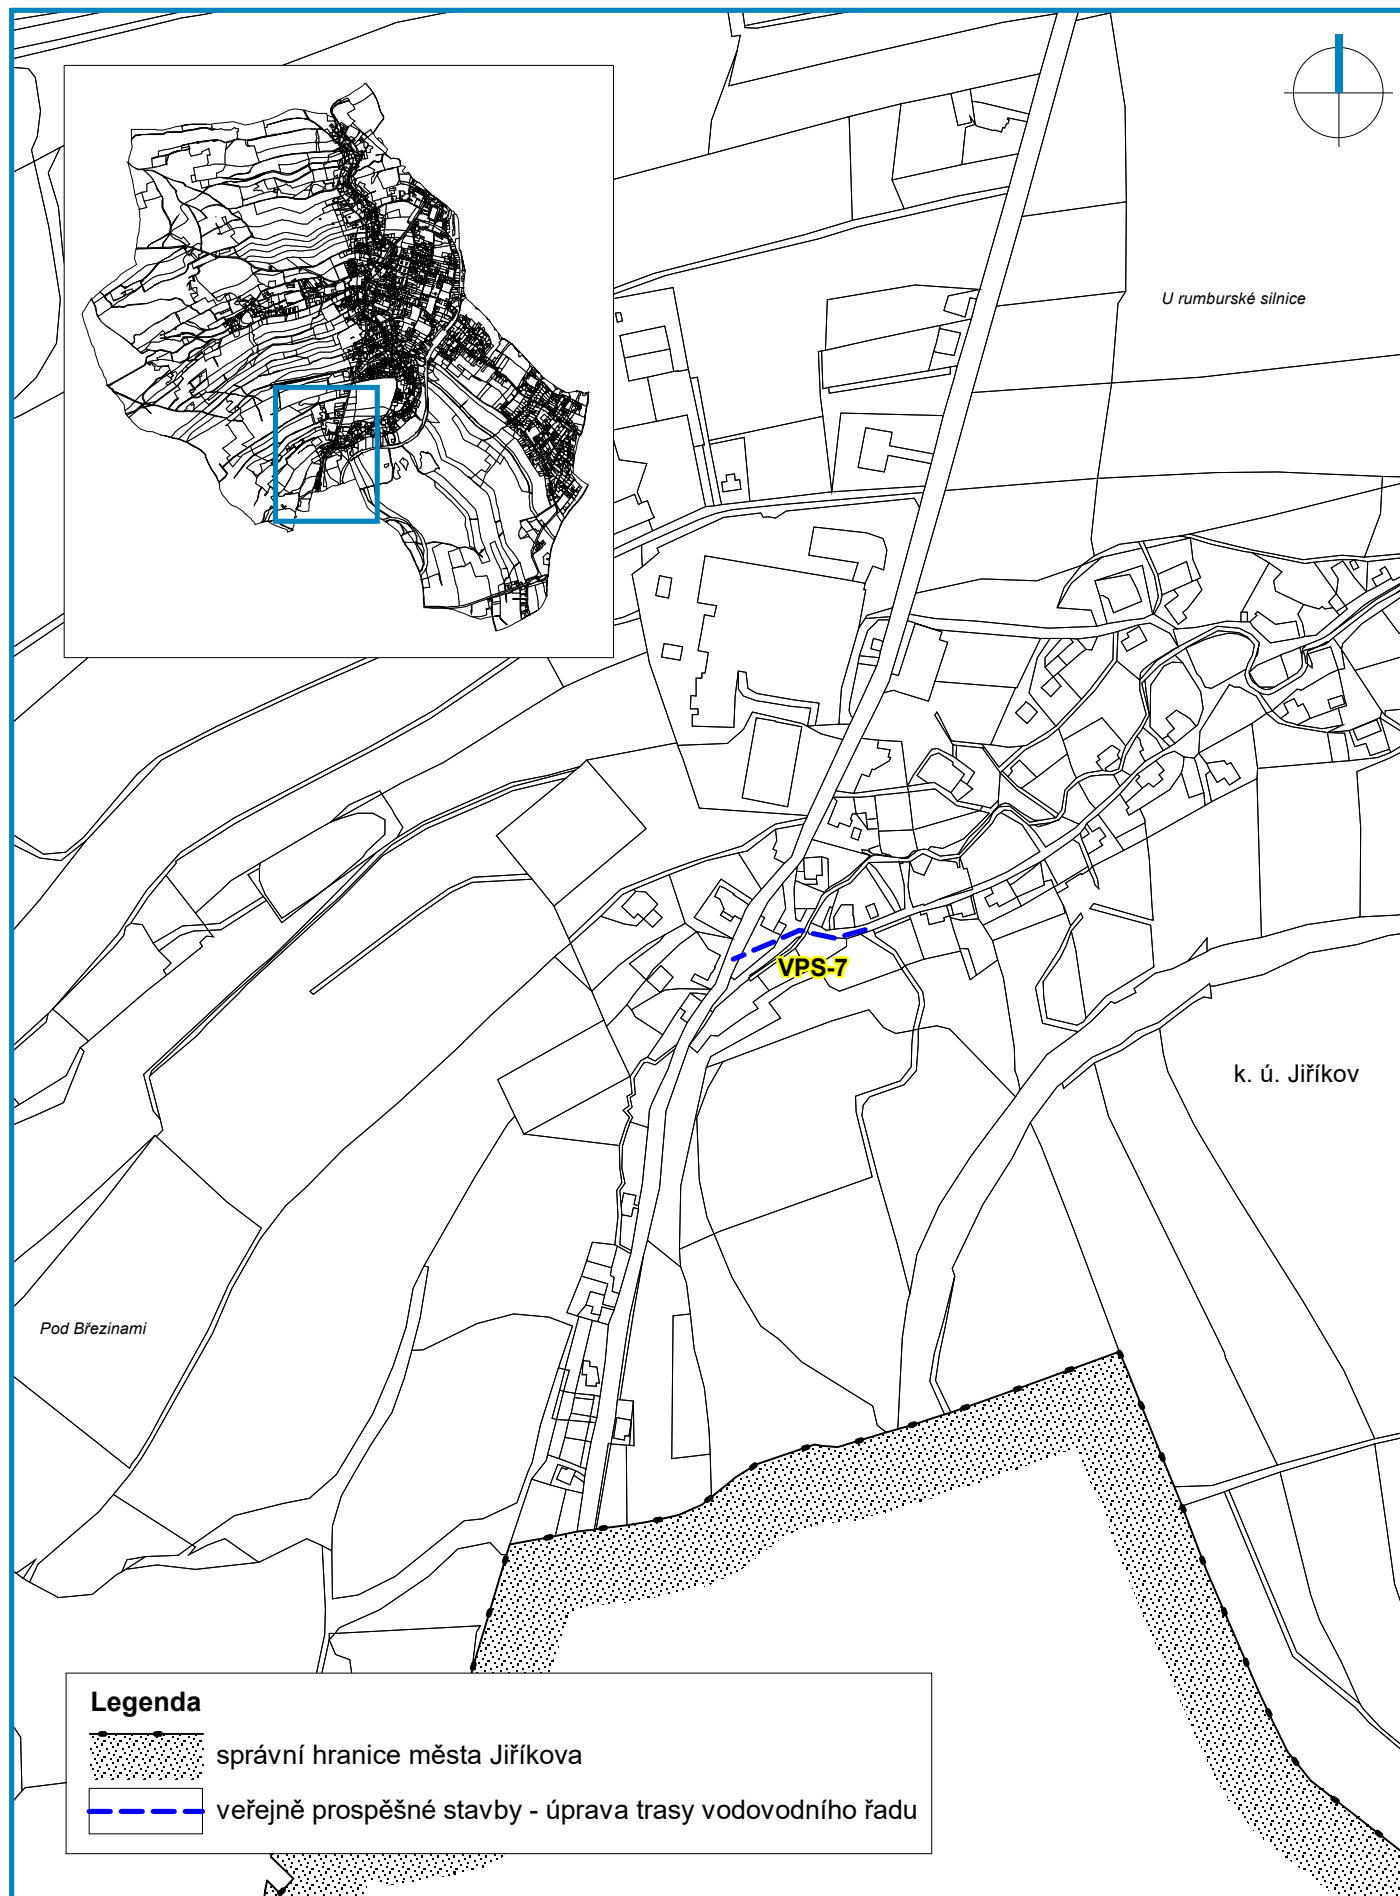 U rumburské silnice
VPS-7
k. ú. Jiříkov
Pod Březinami
Legenda
správní hranice města Jiříkova
veřejně prospěšné stavby - úprava trasy vodovodního řadu